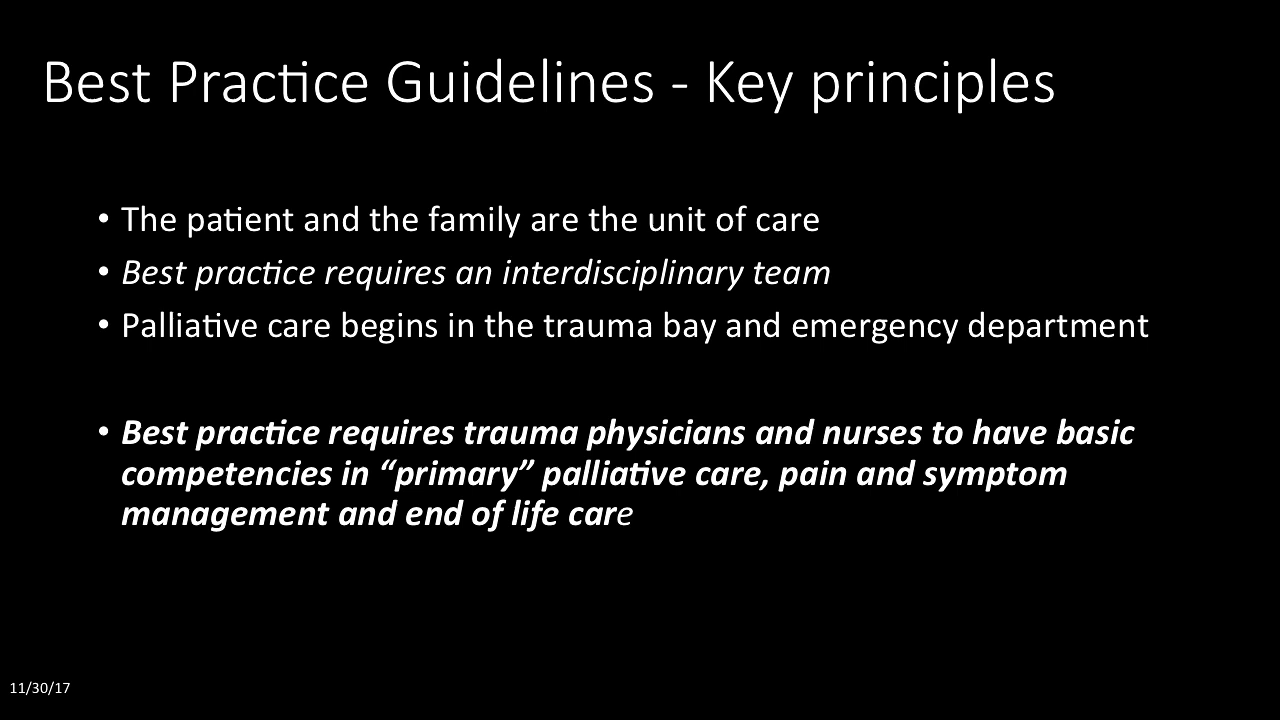 Best Practice Guidelines - Key principles
• The patient and the family are the unit of care
• Best practice requires an interdisciplinary team
• Palliative care begins in the trauma bay and emergency department
• Best practice requires trauma physicians and nurses to have basic
competencies in “primary” palliative care, pain and symptom
management and end of life care
11/30/17